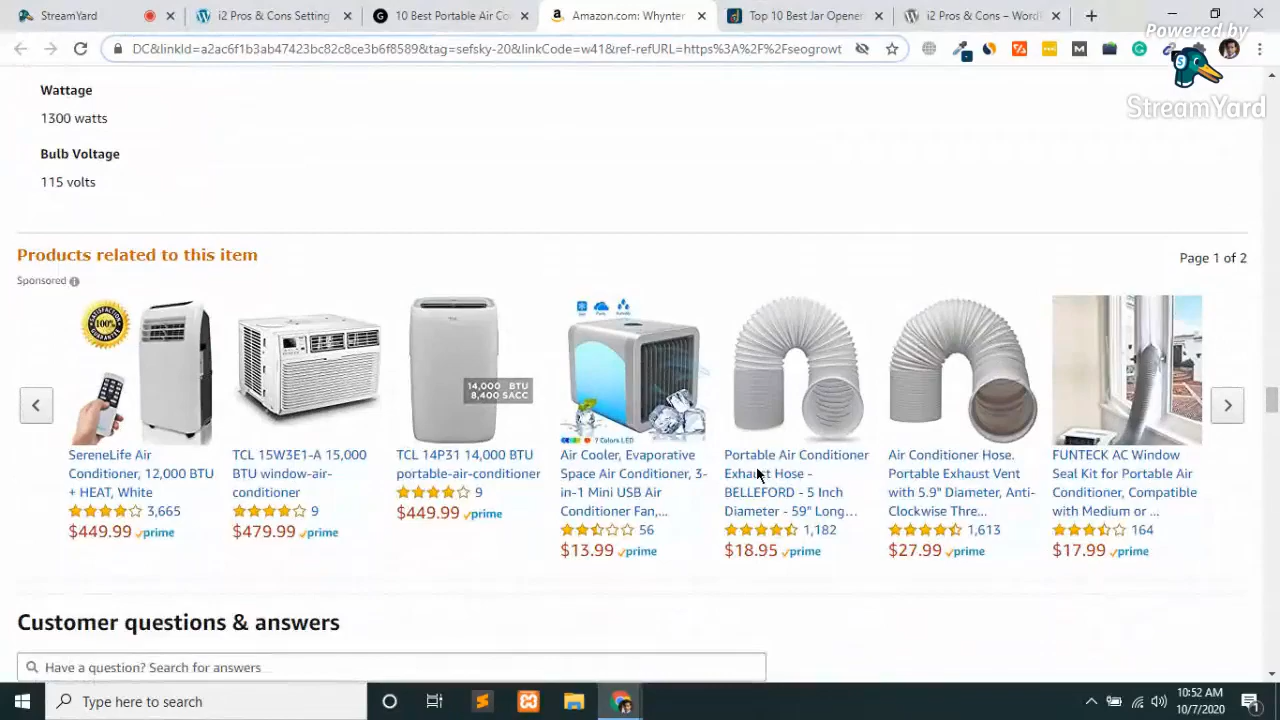 StreamYard
i2 Pros & Cons Setting
10 Best Portable Air Co
Amazon.com: Whynter
Top 10 Best Jar Opener
i2 Pros & Cons – WordP
Powered by
StreamYard
DC&linkId=a2ac6f1b3ab47423bc82c8ce3b6f8589&tag=sefsky-20&linkCode=w41&ref-refURL=https%3A%2F%2Fseogrowt
Wattage
1300 watts
Bulb Voltage
115 volts
Products related to this item
Page 1 of 2
Sponsored
100%
14,000 BTU
8,400 SACC
7 Colors LED
SereneLife Air
Conditioner, 12,000 BTU
+ HEAT, White
3,665
$449.99 prime
TCL 15W3E1-A 15,000
BTU window-air-
conditioner
9
$479.99 prime
TCL 14P31 14,000 BTU
portable-air-conditioner
9
$449.99 prime
Air Cooler, Evaporative
Space Air Conditioner, 3-
in-1 Mini USB Air
Conditioner Fan,...
56
$13.99 prime
Portable Air Conditioner
Exhaust Hose -
BELLEFORD - 5 Inch
Diameter - 59" Long...
1,182
$18.95 prime
Air Conditioner Hose.
Portable Exhaust Vent
with 5.9" Diameter, Anti-
Clockwise Thre...
1,613
$27.99 prime
FUNTECK AC Window
Seal Kit for Portable Air
Conditioner, Compatible
with Medium or ...
164
$17.99 prime
Customer questions & answers
Have a question? Search for answers
Type here to search
10:52 AM
10/7/2020